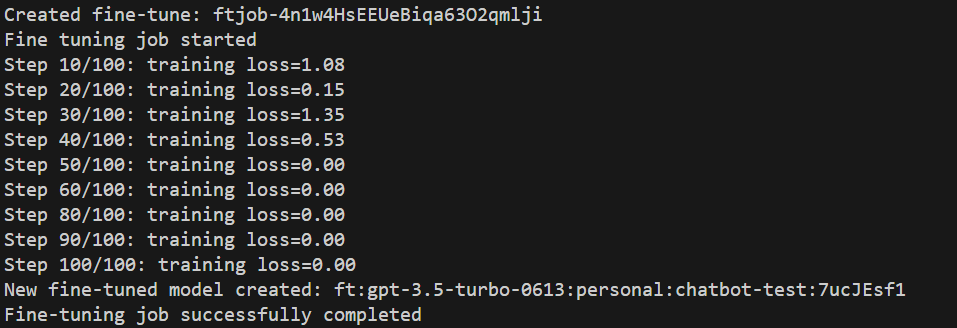 Created fine-tune: ftjob-4n1w4HsEEUeBiqa63O2qmlji
Fine tuning job started
Step 10/100: training loss=1.08
Step 20/100: training loss=0.15
Step 30/100: training loss=1.35
Step 40/100: training loss=0.53
Step 50/100: training loss=0.00
Step 60/100: training loss=0.00
Step 80/100: training loss=0.00
Step 90/100: training loss=0.00
Step 100/100: training loss=0.00
New fine-tuned model created: ft:gpt-3.5-turbo-0613:personal:chatbot-test:7ucJEsf1
Fine-tuning job successfully completed